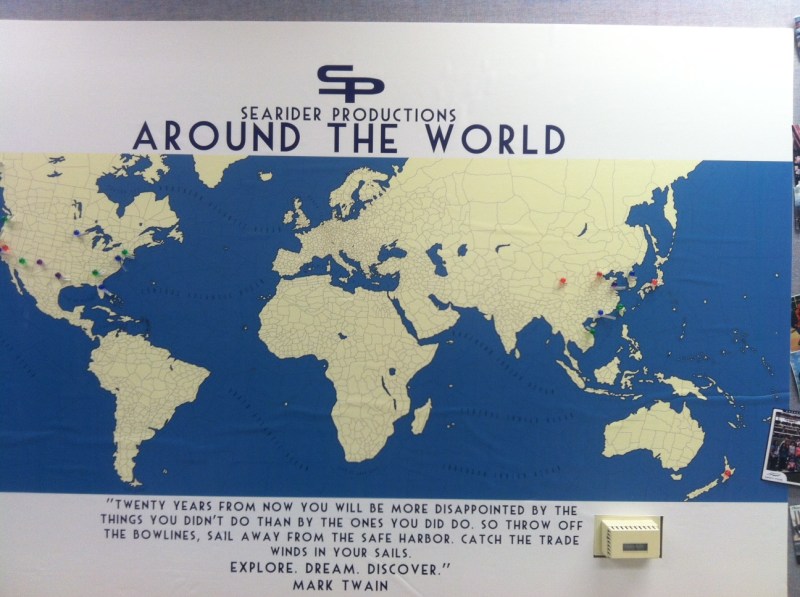 SP
SEARIDER PRODUCTIONS
AROUND THE WORLD
"TWENTY YEARS FROM NOW YOU WILL BE MORE DISAPPOINTED BY THE
THINGS YOU DIDN'T DO THAN BY THE ONES YOU DID DO. SO THROW OFF
THE BOWLINES, SAIL AWAY FROM THE SAFE HARBOR. CATCH THE TRADE
WINDS IN YOUR SAILS.
EXPLORE. DREAM. DISCOVER."
MARK TWAIN